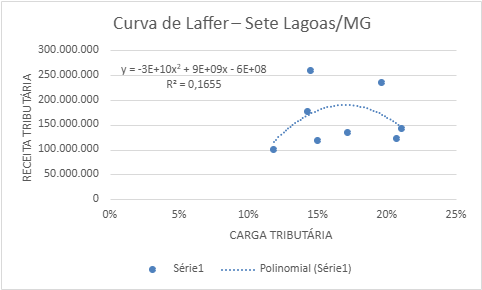 Curva de Laffer – Sete Lagoas/MG
300.000.000
y = -3E+10x² + 9E+09x - 6E+08
R² = 0,1655
250.000.000
200.000.000
150.000.000
100.000.000
50.000.000
0
RECEITA TRIBUTÁRIA
0% 5% 10% 15% 20% 25%
CARGA TRIBUTÁRIA
Série1 Polinomial (Série1)